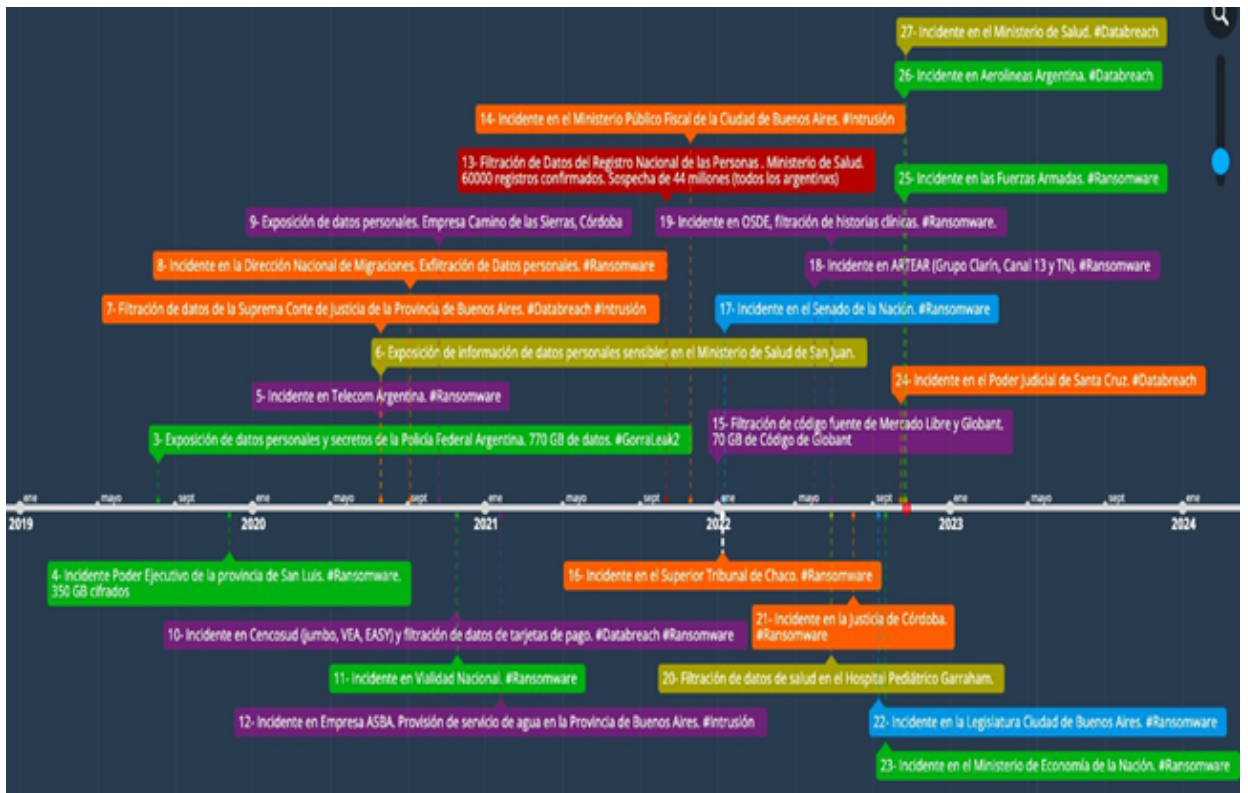 27- Incidente en el Ministerio de Salud. #Databreach
26- Incidente en Aerolineas Argentina. #Databreach
14- Incidente en el Ministerio Público Fiscal de la Ciudad de Buenos Aires. #Intrusión
13- Filtración de Datos del Registro Nacional de las Personas . Ministerio de Salud.
60000 registros confirmados. Sospecha de 44 millones (todos los argentinxs)
25- Incidente en las Fuerzas Armadas. #Ransomware
9- Exposición de datos personales. Empresa Camino de las Sierras, Córdoba
19- Incidente en OSDE, filtración de historias clínicas. #Ransomware.
8- Incidente en la Dirección Nacional de Migraciones. Exfiltración de Datos personales. #Ransomware
18- Incidente en ARTEAR (Grupo Clarín, Canal 13 y TN). #Ransomware
7- Filtración de datos de la Suprema Corte de Justicia de la Provincia de Buenos Aires. #Databreach #Intrusión
17- Incidente en el Senado de la Nación. #Ransomware
6- Exposición de información de datos personales sensibles en el Ministerio de Salud de San Juan.
24- Incidente en el Poder Judicial de Santa Cruz. #Databreach
5- Incidente en Telecom Argentina. #Ransomware
15- Filtración de código fuente de Mercado Libre y Globant.
70 GB de Código de Globant
3- Exposición de datos personales y secretos de la Policía Federal Argentina. 770 GB de datos. #GorraLeak2
ene mayo sept ene mayo sept ene mayo sept ene mayo sept ene mayo sept ene
2019 2020 2021 2022 2023 2024
4- Incidente Poder Ejecutivo de la provincia de San Luis. #Ransomware.
350 GB cifrados
16- Incidente en el Superior Tribunal de Chaco. #Ransomware
10- Incidente en Cencosud (Jumbo, VEA, EASY) y filtración de datos de tarjetas de pago. #Databreach #Ransomware
21- Incidente en la Justicia de Córdoba.
#Ransomware
11- Incidente en Vialidad Nacional. #Ransomware
20- Filtración de datos de salud en el Hospital Pediátrico Garraham.
12- Incidente en Empresa ASBA. Provisión de servicio de agua en la Provincia de Buenos Aires. #Intrusión
22- Incidente en la Legislatura Ciudad de Buenos Aires. #Ransomware
23- Incidente en el Ministerio de Economía de la Nación. #Ransomware